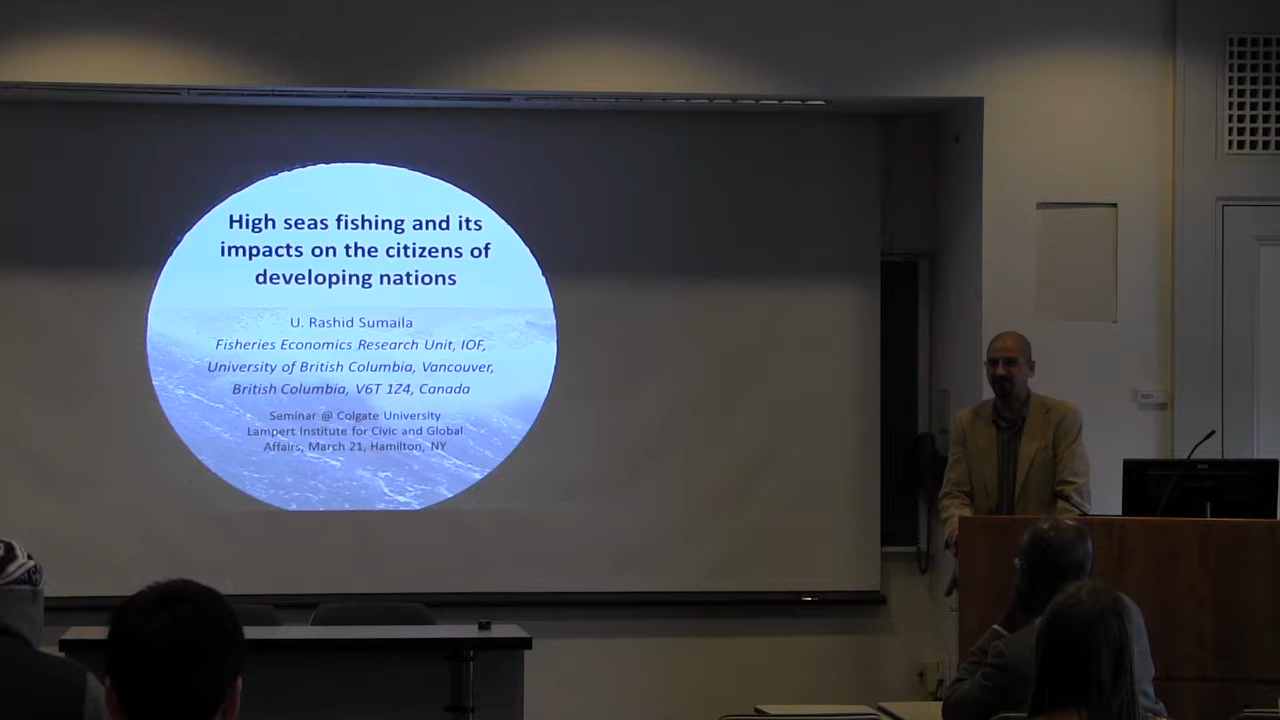 High seas fishing and its
impacts on the citizens of
developing nations
U. Rashid Sumaila
Fisheries Economics Research Unit, IOF,
University of British Columbia, Vancouver,
British Columbia, V6T 1Z4, Canada
Seminar @ Colgate University
Lampert Institute for Civic and Global
Affairs, March 21, Hamilton, NY